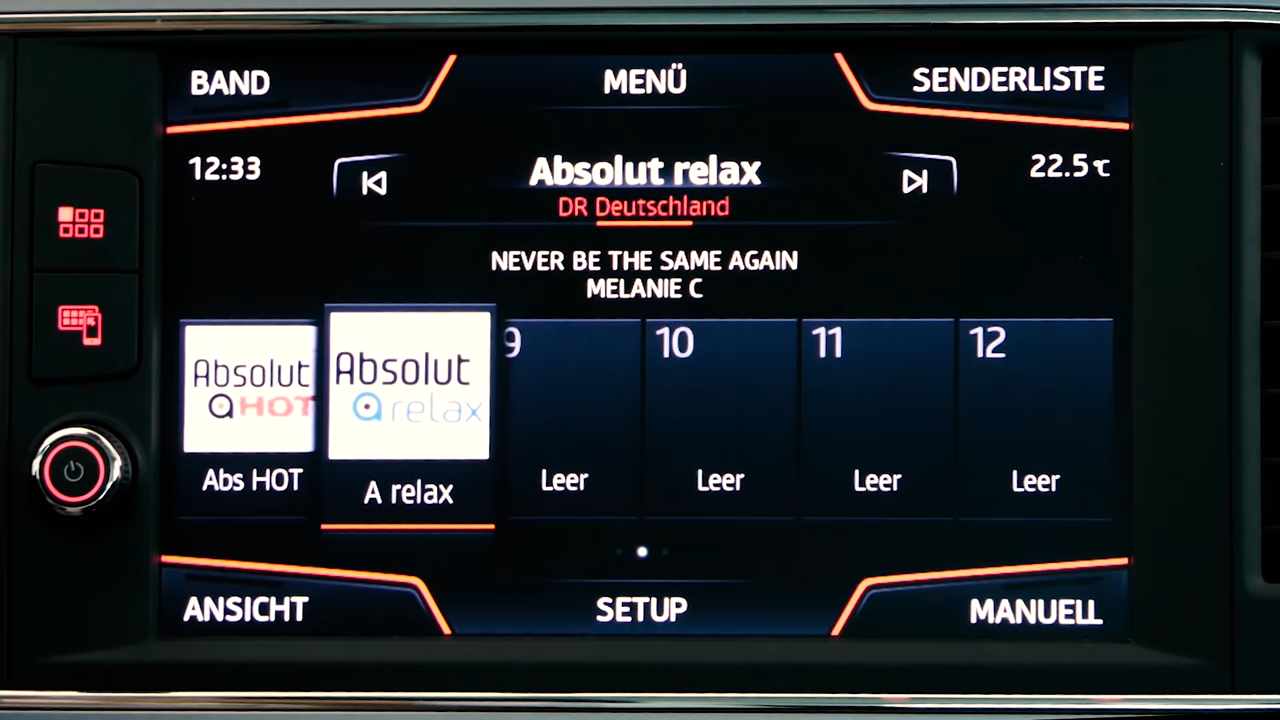 BAND
MENÜ
SENDERLISTE
12:33
Absolut relax
22.5 °C
DR Deutschland
NEVER BE THE SAME AGAIN
MELANIE C
Absolut
HOT
Abs HOT
Absolut
relax
A relax
9
Leer
10
Leer
11
Leer
12
Leer
ANSICHT
SETUP
MANUELL